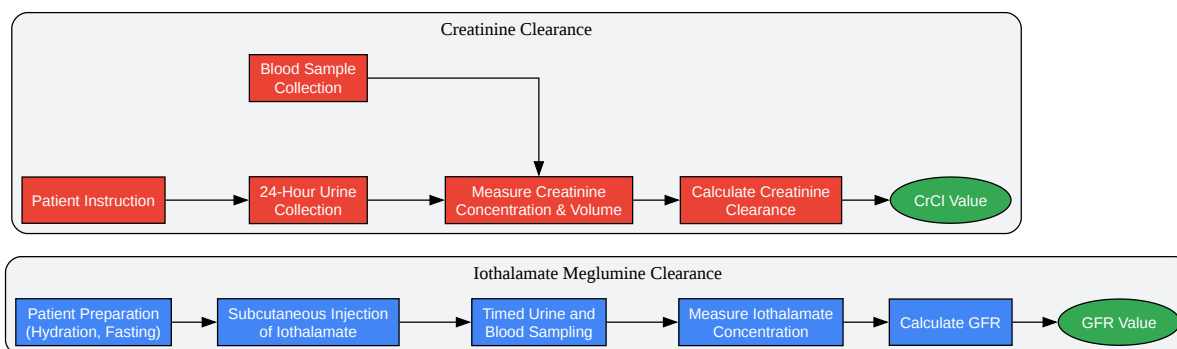 Creatinine Clearance
Blood Sample
Collection
Patient Instruction
24-Hour Urine
Collection
Measure Creatinine
Concentration & Volume
Calculate Creatinine
Clearance
CrCl Value
Iothalamate Meglumine Clearance
Patient Preparation
(Hydration, Fasting)
Subcutaneous Injection
of Iothalamate
Timed Urine and
Blood Sampling
Measure Iothalamate
Concentration
Calculate GFR
GFR Value